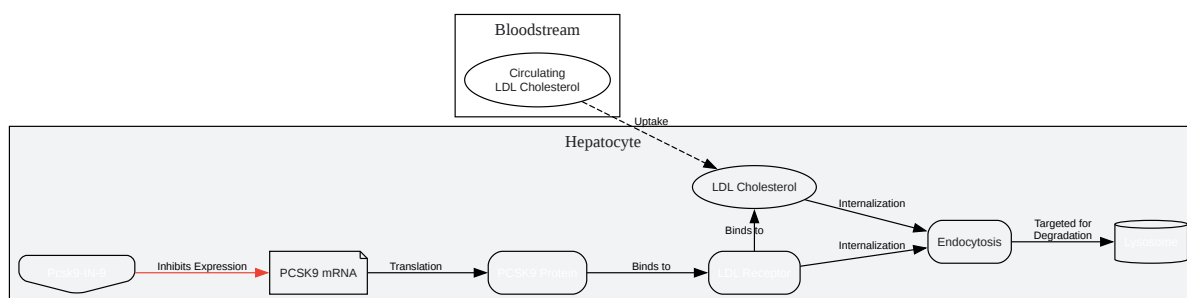 Bloodstream
Circulating
LDL Cholesterol
Uptake
Hepatocyte
LDL Cholesterol
Internalization
Binds to
Internalization
Endocytosis
Targeted for
Degradation
Lysosome
Pcsk9-IN-9
Inhibits Expression
PCSK9 mRNA
Translation
PCSK9 Protein
Binds to
LDL Receptor